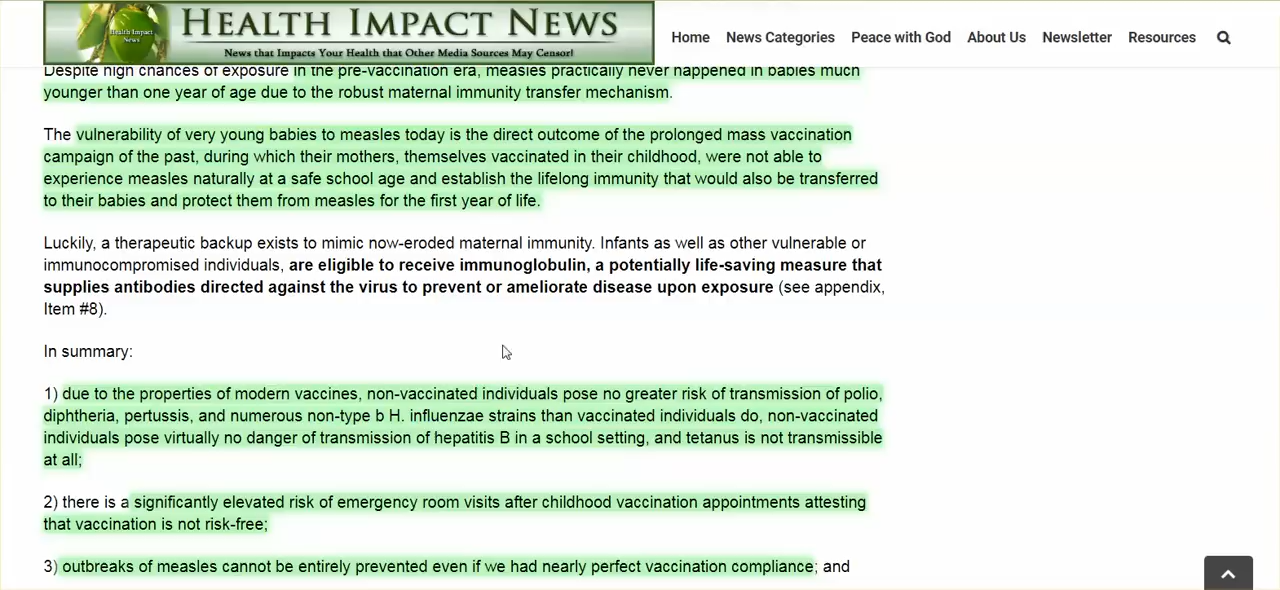 Health Impact
News
HEALTH IMPACT NEWS
News that Impacts Your Health that Other Media Sources May Censor!
Home News Categories Peace with God About Us Newsletter Resources
Despite high chances of exposure in the pre-vaccination era, measles practically never happened in babies much
younger than one year of age due to the robust maternal immunity transfer mechanism.
The vulnerability of very young babies to measles today is the direct outcome of the prolonged mass vaccination
campaign of the past, during which their mothers, themselves vaccinated in their childhood, were not able to
experience measles naturally at a safe school age and establish the lifelong immunity that would also be transferred
to their babies and protect them from measles for the first year of life.
Luckily, a therapeutic backup exists to mimic now-eroded maternal immunity. Infants as well as other vulnerable or
immunocompromised individuals, are eligible to receive immunoglobulin, a potentially life-saving measure that
supplies antibodies directed against the virus to prevent or ameliorate disease upon exposure (see appendix,
Item #8).
In summary:
1) due to the properties of modern vaccines, non-vaccinated individuals pose no greater risk of transmission of polio,
diphtheria, pertussis, and numerous non-type b H. influenzae strains than vaccinated individuals do, non-vaccinated
individuals pose virtually no danger of transmission of hepatitis B in a school setting, and tetanus is not transmissible
at all;
2) there is a significantly elevated risk of emergency room visits after childhood vaccination appointments attesting
that vaccination is not risk-free;
3) outbreaks of measles cannot be entirely prevented even if we had nearly perfect vaccination compliance; and